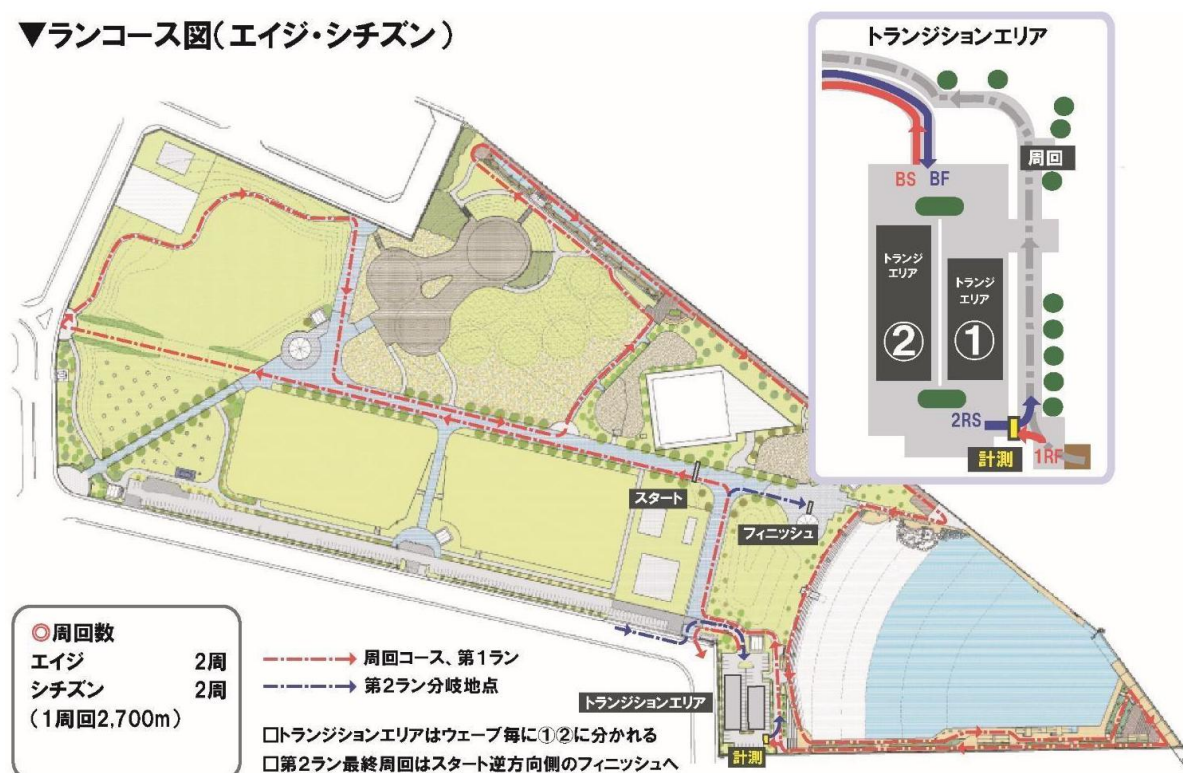 ▼ランコース図(エイジ・シチズン)
トランジションエリア
周回
BS BF
トランジ
エリア
②
トランジ
エリア
①
2RS
計測
1RF
スタート
フィニッシュ
◎周回数
エイジ 2周
シチズン 2周
(1周回2,700m)
周回コース、第1ラン
第2ラン分岐地点
トランジションエリア
□トランジションエリアはウェーブ毎に①②に分かれる
□第2ラン最終周回はスタート逆方向側のフィニッシュへ
計測